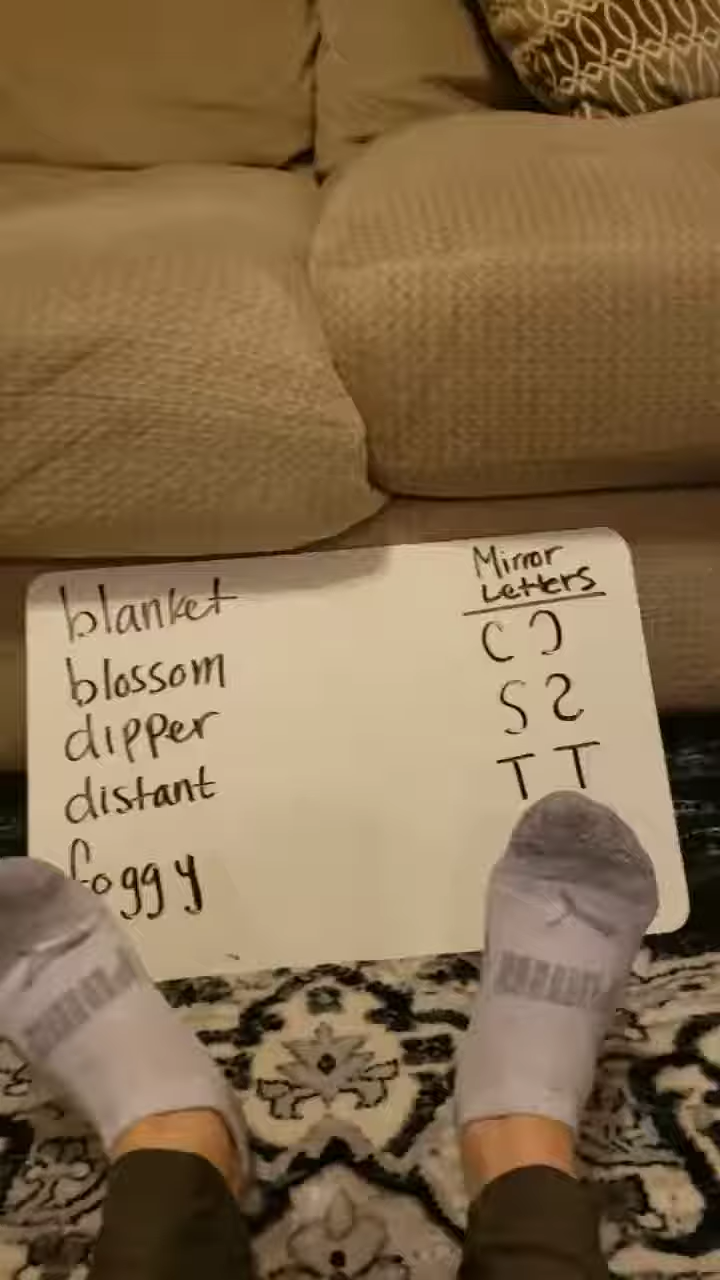 blanket
blossom
dipper
distant
foggy
Mirror
Letters
C Ɔ
S Ƨ
T T